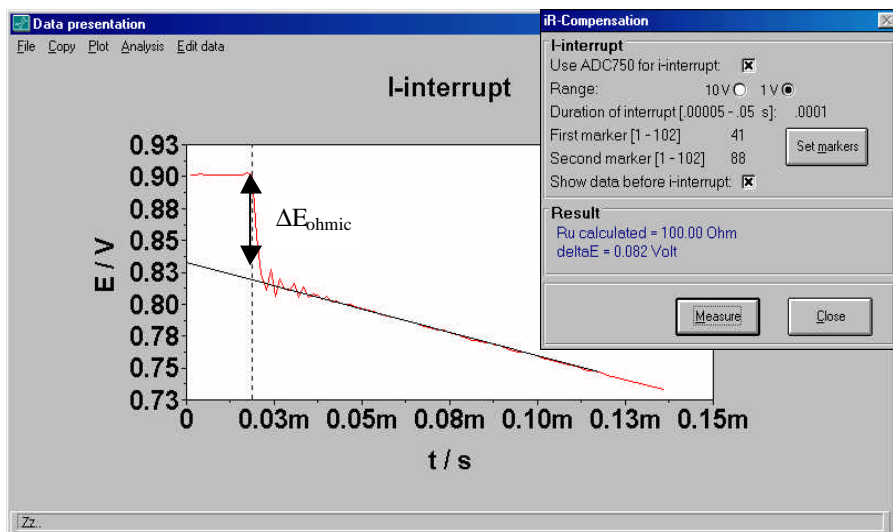 Data presentation
File Copy Plot Analysis Edit data
I-interrupt
0.93
0.90
0.88
0.85
0.83
0.80
0.78
0.75
0.73
E / V
ΔEohmic
0 0.03m 0.05m 0.08m 0.10m 0.13m 0.15m
t / s
Zz..
iR-Compensation
I-interrupt
Use ADC750 for i-interrupt:
Range: 10 V 1 V
Duration of interrupt [.00005 - .05 s]: .0001
First marker [1 - 102] 41
Second marker [1 - 102] 88
Set markers
Show data before i-interrupt:
Result
Ru calculated = 100.00 Ohm
deltaE = 0.082 Volt
Measure Close